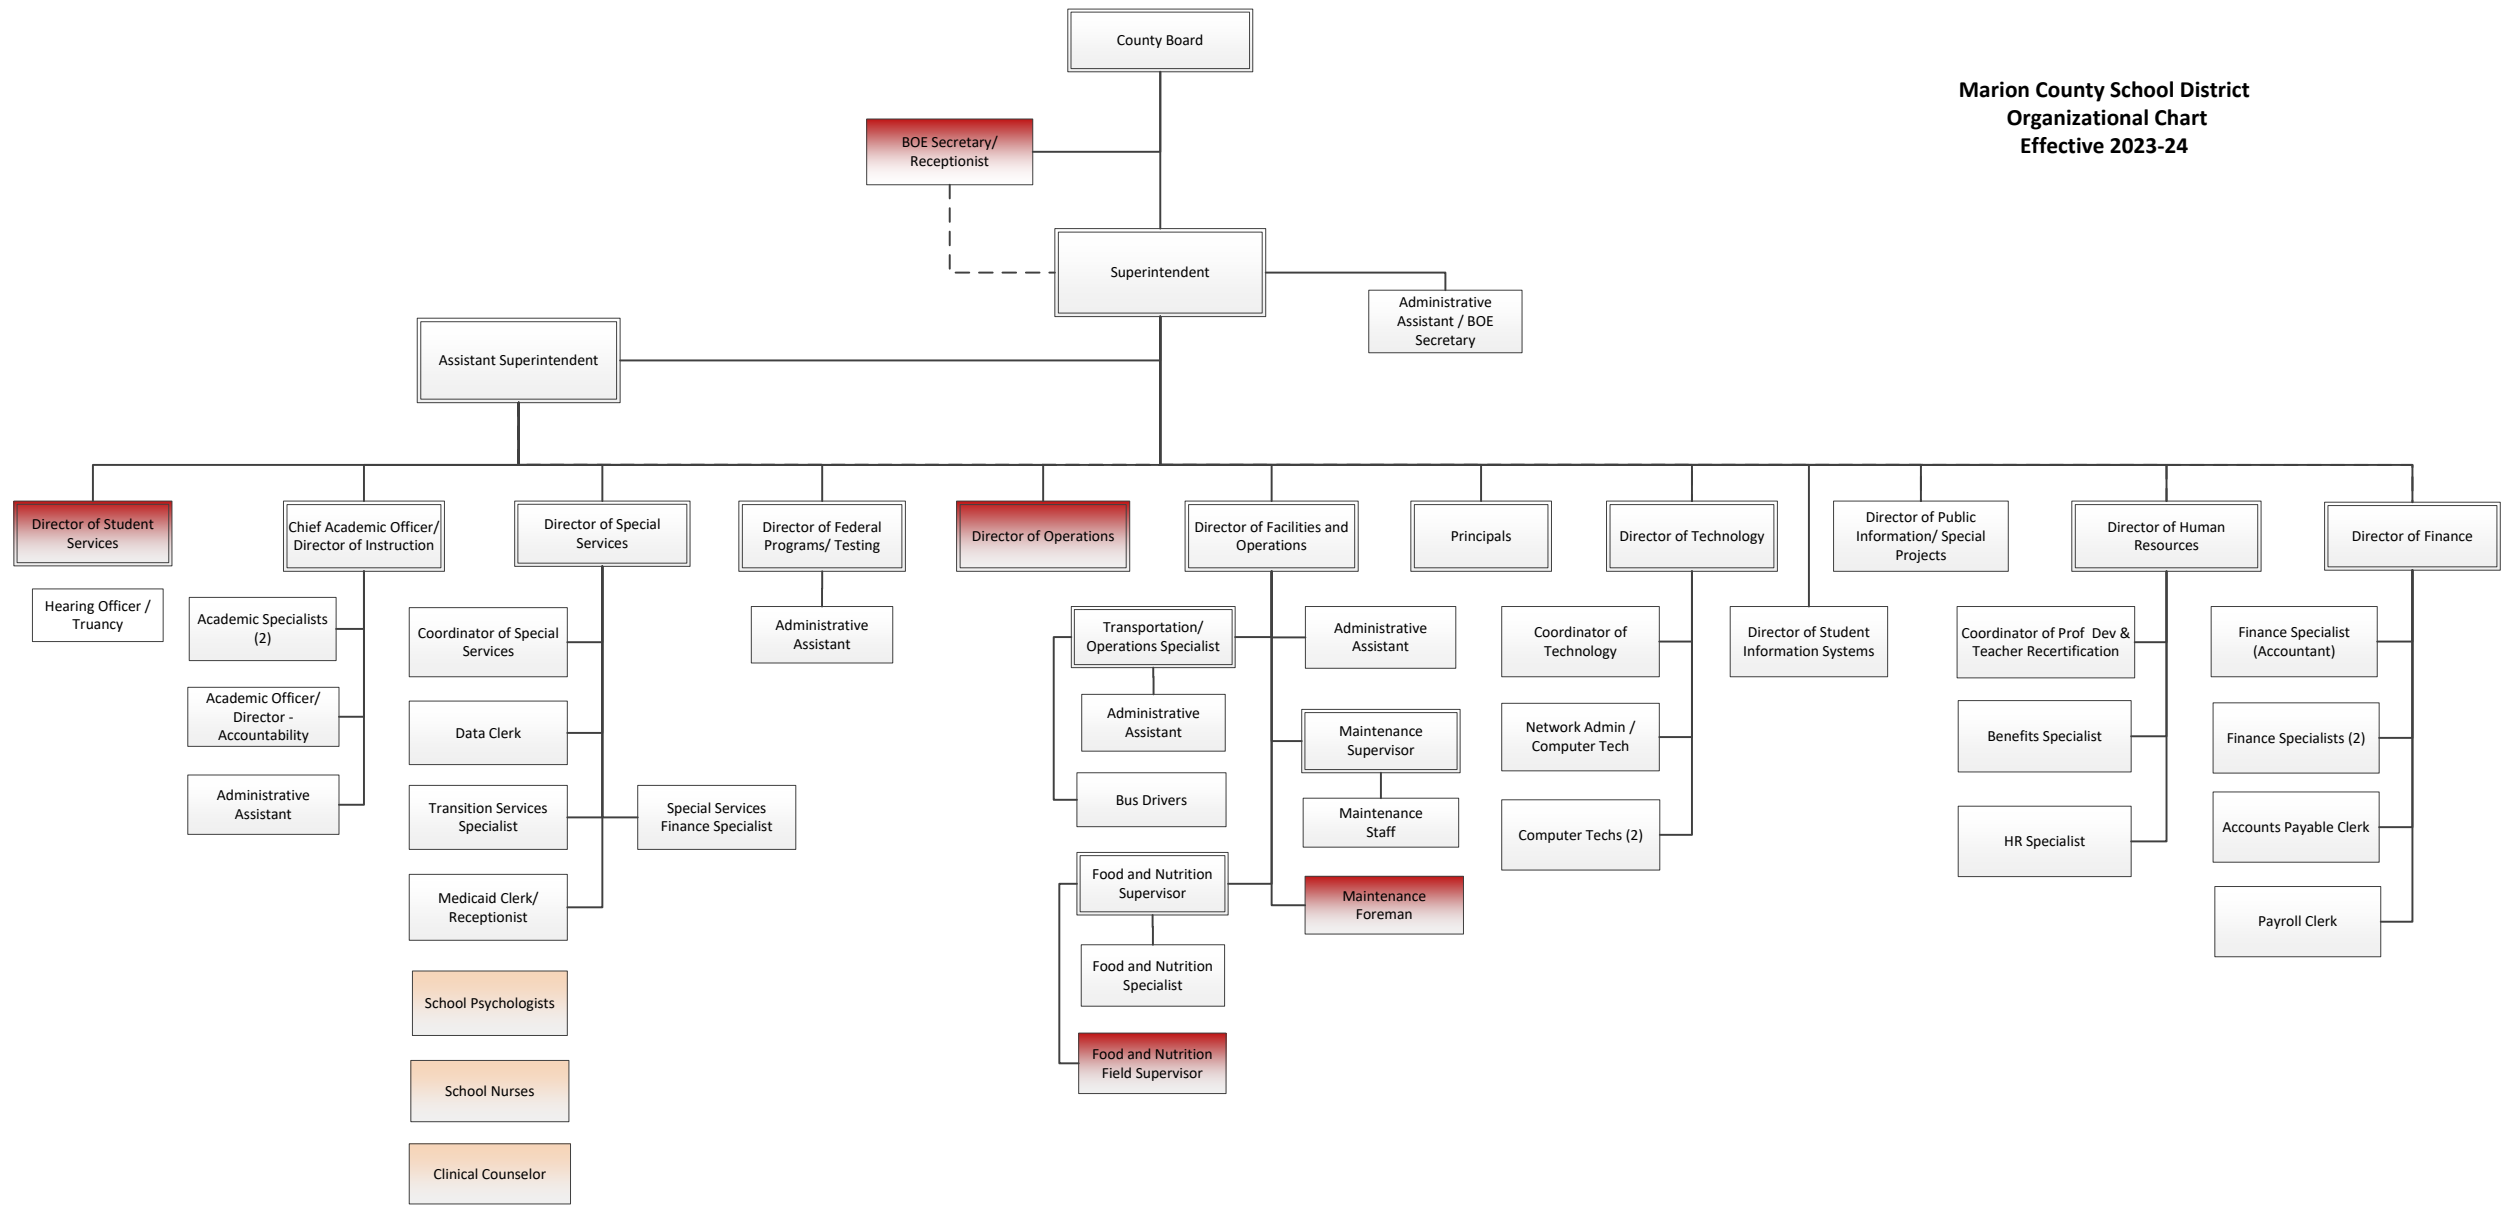 County Board
Marion County School District
Organizational Chart
Effective 2023-24
BOE Secretary/
Receptionist
Superintendent
Administrative
Assistant / BOE
Secretary
Assistant Superintendent
Director of Student
Services
Chief Academic Officer/
Director of Instruction
Director of Special
Services
Director of Federal
Programs/ Testing
Director of Operations
Director of Facilities and
Operations
Principals
Director of Technology
Director of Public
Information/ Special
Projects
Director of Human
Resources
Director of Finance
Hearing Officer /
Truancy
Academic Specialists
(2)
Academic Officer/
Director -
Accountability
Administrative
Assistant
Coordinator of Special
Services
Data Clerk
Transition Services
Specialist
Special Services
Finance Specialist
Medicaid Clerk/
Receptionist
School Psychologists
School Nurses
Clinical Counselor
Administrative
Assistant
Transportation/
Operations Specialist
Administrative
Assistant
Administrative
Assistant
Bus Drivers
Maintenance
Supervisor
Maintenance
Staff
Food and Nutrition
Supervisor
Maintenance
Foreman
Food and Nutrition
Specialist
Food and Nutrition
Field Supervisor
Coordinator of
Technology
Network Admin /
Computer Tech
Computer Techs (2)
Director of Student
Information Systems
Coordinator of Prof  Dev &
Teacher Recertification
Benefits Specialist
HR Specialist
Finance Specialist
(Accountant)
Finance Specialists (2)
Accounts Payable Clerk
Payroll Clerk